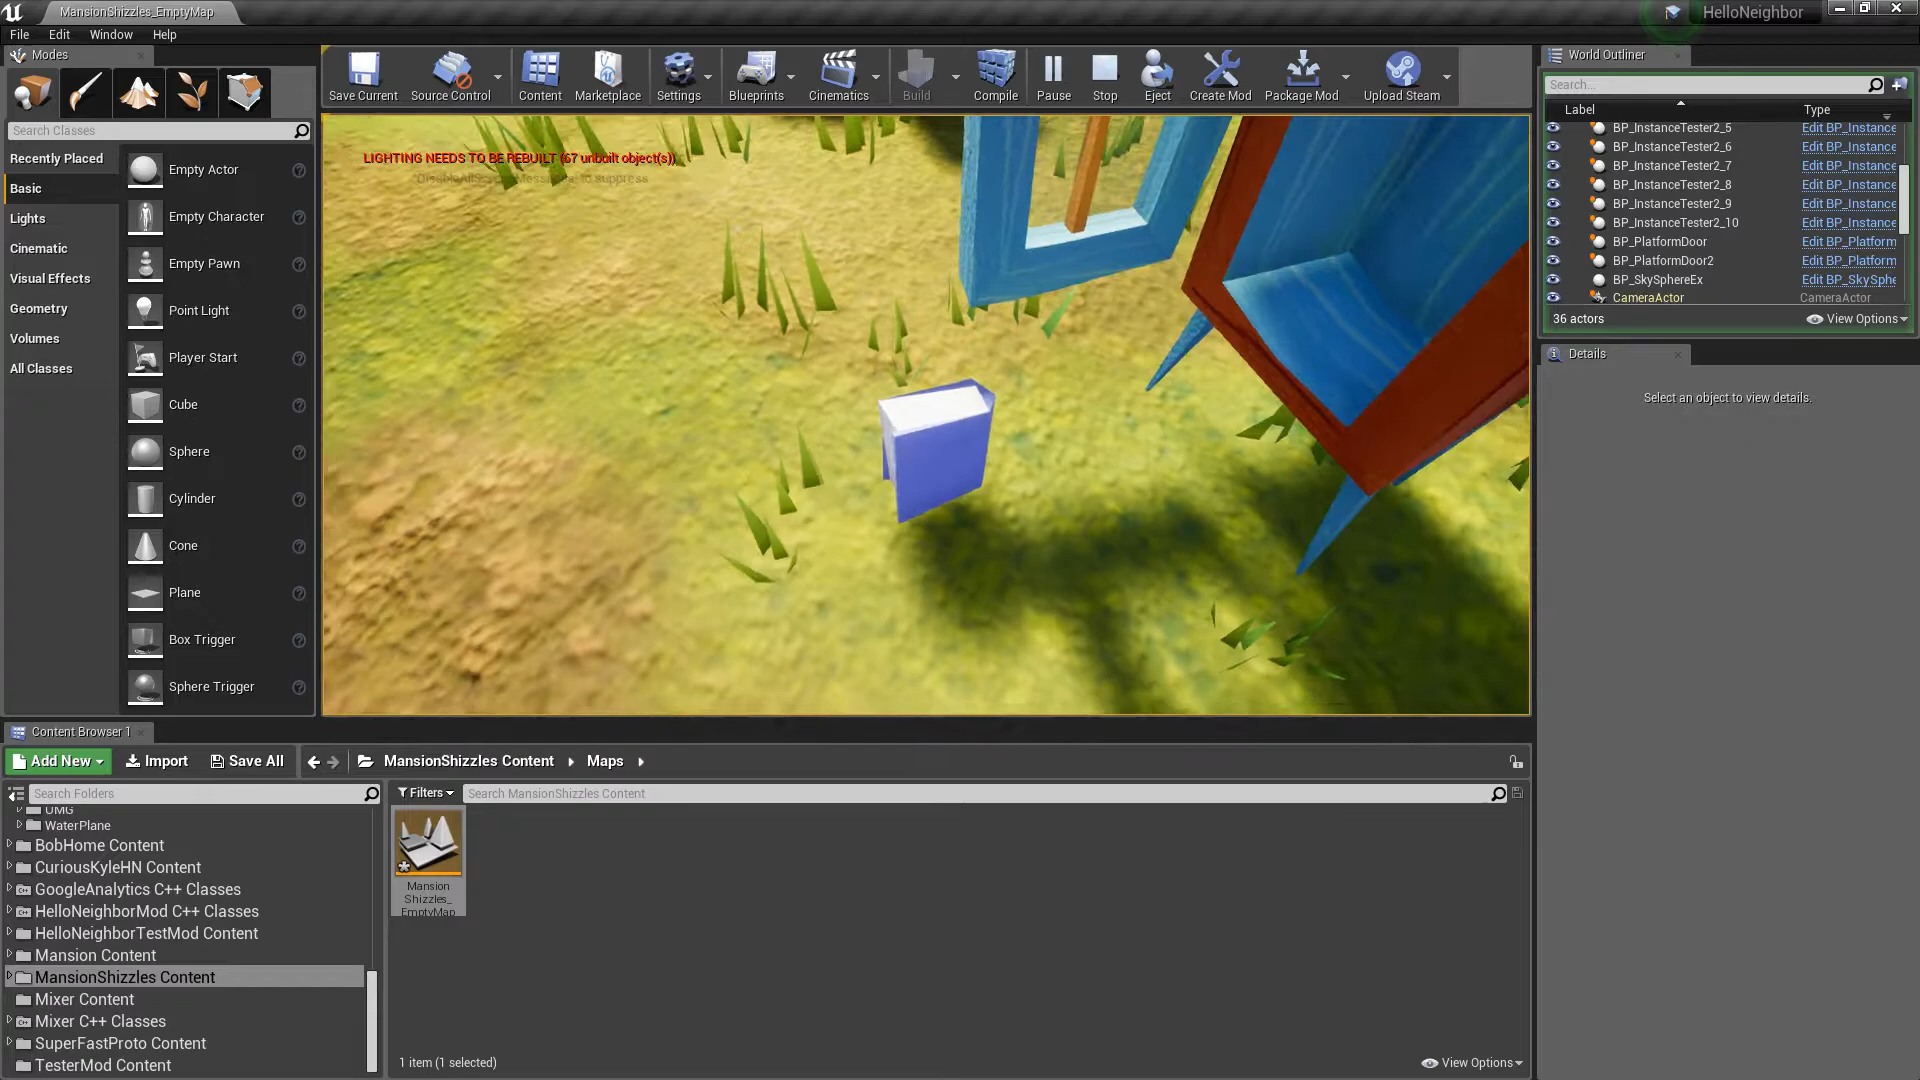 MansionShizzles_EmptyMap
HelloNeighbor
File Edit Window Help
Modes
Search Classes
Recently Placed
Basic
Lights
Cinematic
Visual Effects
Geometry
Volumes
All Classes
Empty Actor
Empty Character
Empty Pawn
Point Light
Player Start
Cube
Sphere
Cylinder
Cone
Plane
Box Trigger
Sphere Trigger
Save Current
Source Control
Content
Marketplace
Settings
Blueprints
Cinematics
Build
Compile
Pause
Stop
Eject
Create Mod
Package Mod
Upload Steam
LIGHTING NEEDS TO BE REBUILT (67 unbuilt object(s))
to suppress
World Outliner
Search...
Label Type
BP_InstanceTester2_5 Edit BP_Instance
BP_InstanceTester2_6 Edit BP_Instance
BP_InstanceTester2_7 Edit BP_Instance
BP_InstanceTester2_8 Edit BP_Instance
BP_InstanceTester2_9 Edit BP_Instance
BP_InstanceTester2_10 Edit BP_Instance
BP_PlatformDoor Edit BP_Platform
BP_PlatformDoor2 Edit BP_Platform
BP_SkySphereEx Edit BP_SkySphe
CameraActor CameraActor
36 actors View Options
Details
Select an object to view details.
Content Browser 1
Add New Import Save All MansionShizzles Content Maps
Search Folders
Filters Search MansionShizzles Content
UMG
WaterPlane
BobHome Content
CuriousKyleHN Content
GoogleAnalytics C++ Classes
HelloNeighborMod C++ Classes
HelloNeighborTestMod Content
Mansion Content
MansionShizzles Content
Mixer Content
Mixer C++ Classes
SuperFastProto Content
TesterMod Content
Mansion
Shizzles_
EmptyMap
1 item (1 selected) View Options